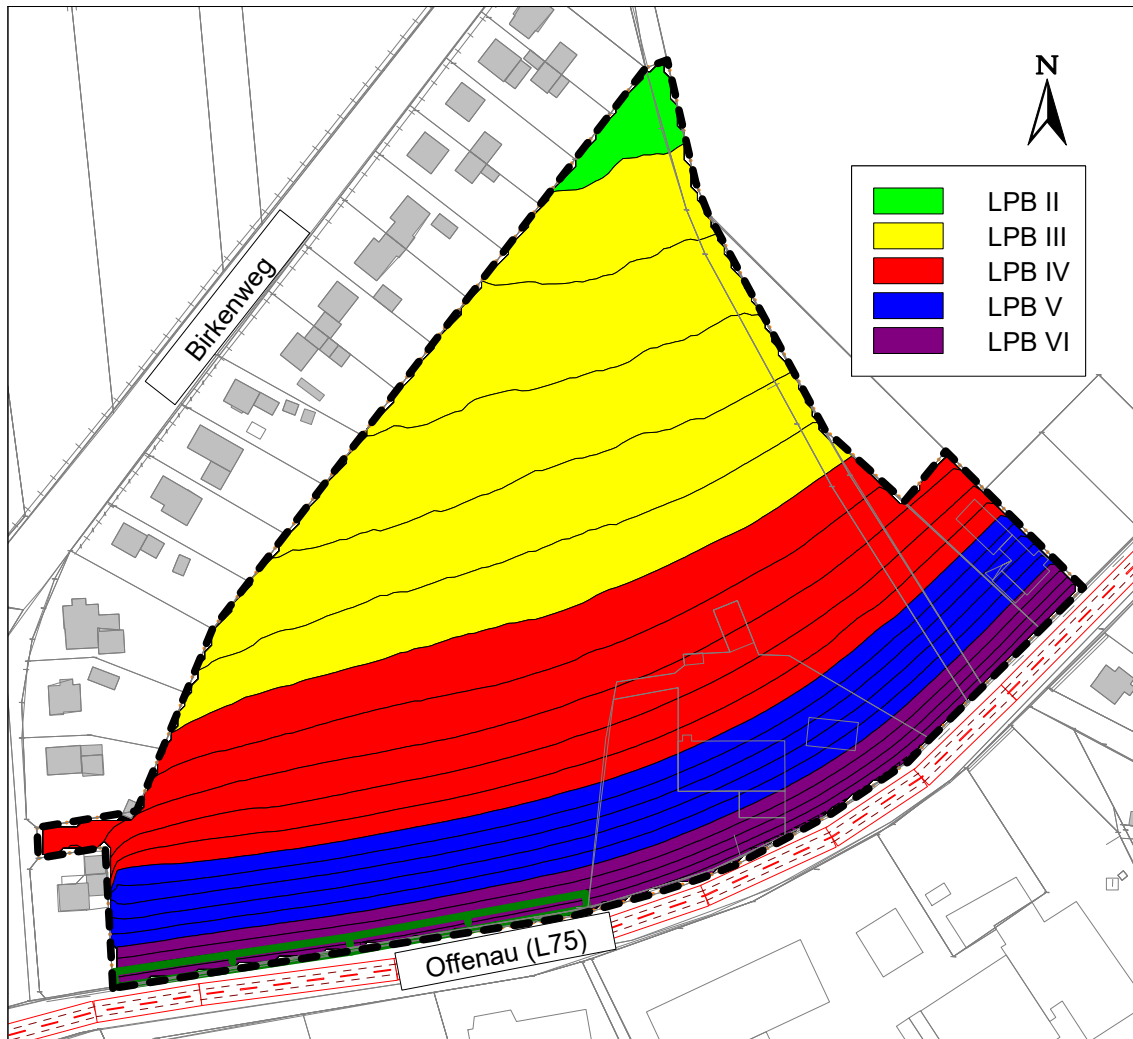 N
LPB II
LPB III
LPB IV
LPB V
LPB VI
Birkenweg
Offenau (L75)